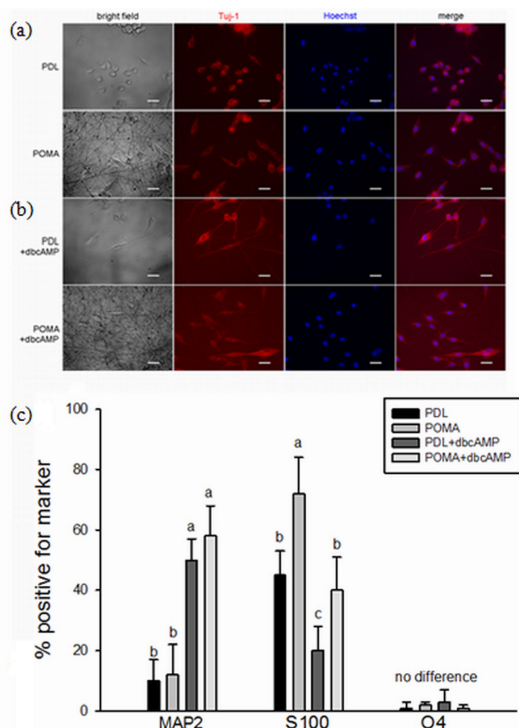 (a)
bright field Tuj-1 Hoechst merge
PDL
POMA
(b)
PDL
+dbcAMP
POMA
+dbcAMP
(c)
% positive for marker
100
80
60
40
20
0
PDL
POMA
PDL+dbcAMP
POMA+dbcAMP
b b a a
b a c b
no difference
MAP2 S100 O4